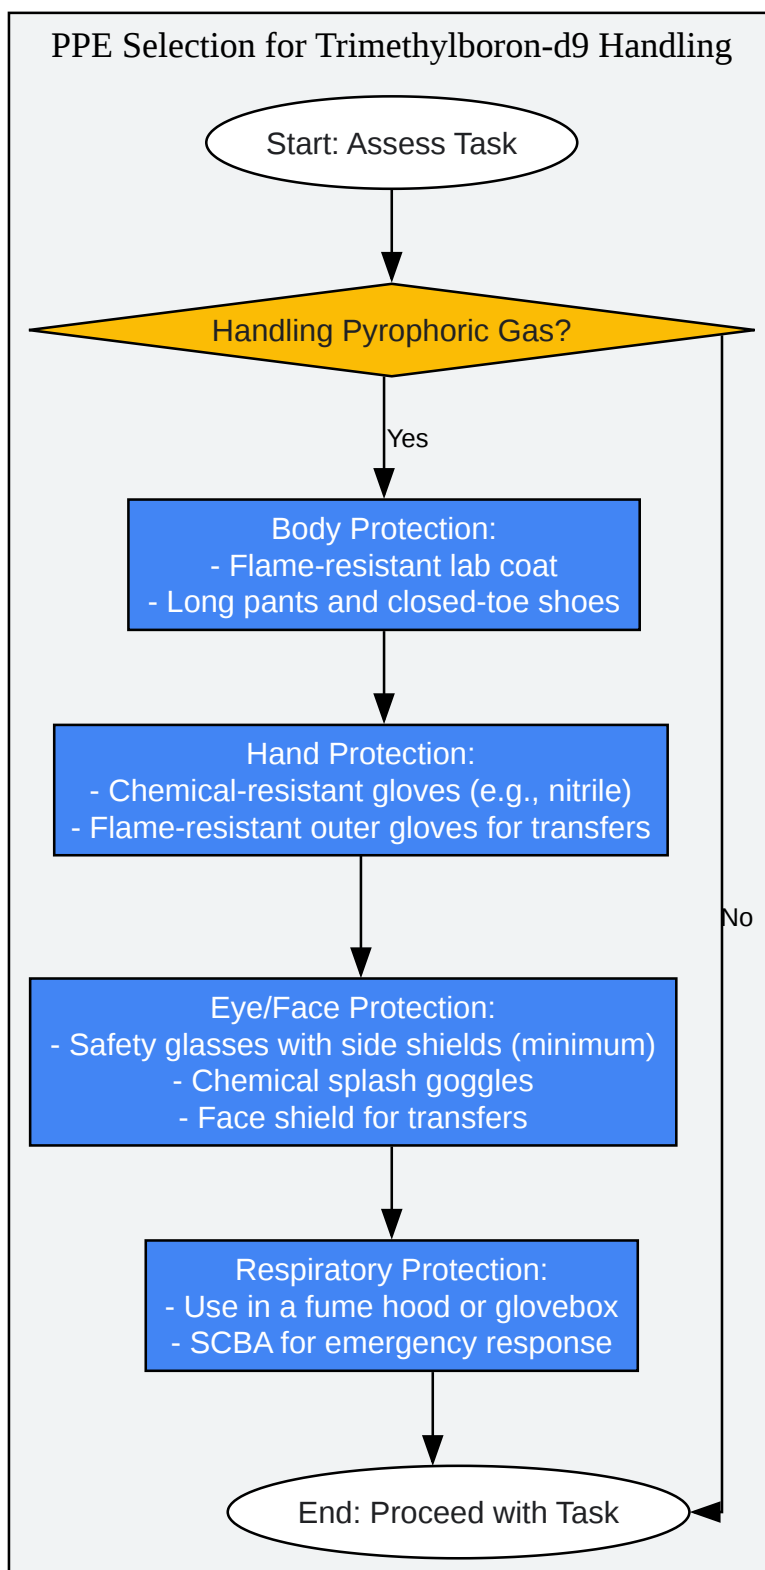 PPE Selection for Trimethylboron-d9 Handling
Start: Assess Task
Handling Pyrophoric Gas?
Yes
Body Protection:
- Flame-resistant lab coat
- Long pants and closed-toe shoes
Hand Protection:
- Chemical-resistant gloves (e.g., nitrile)
- Flame-resistant outer gloves for transfers
No
Eye/Face Protection:
- Safety glasses with side shields (minimum)
- Chemical splash goggles
- Face shield for transfers
Respiratory Protection:
- Use in a fume hood or glovebox
- SCBA for emergency response
End: Proceed with Task